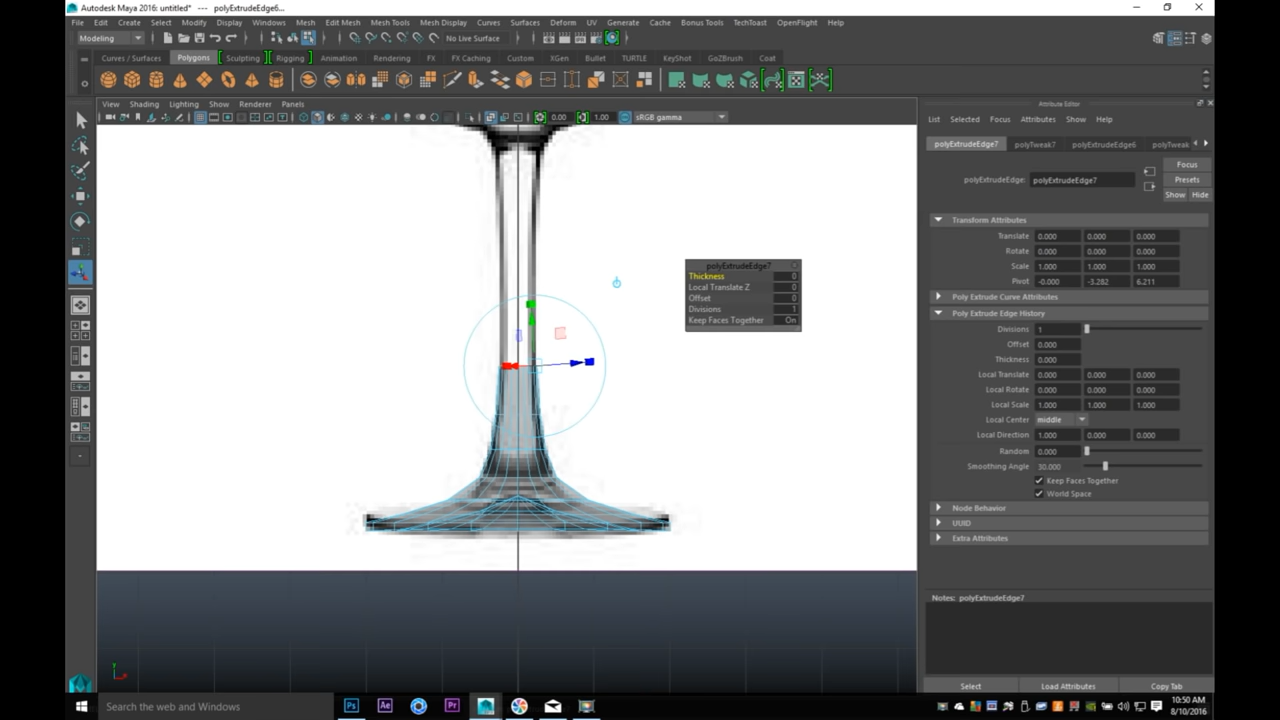 Autodesk Maya 2016: untitled* --- polyExtrudeEdge6...
File Edit Create Select Modify Display Windows Mesh Edit Mesh Mesh Tools Mesh Display Curves Surfaces Deform UV Generate Cache Bonus Tools TechToast OpenFlight Help
Modeling No Live Surface
Curves / Surfaces Polygons Sculpting Rigging Animation Rendering FX FX Caching Custom XGen Bullet TURTLE KeyShot GoZBrush Coat
View Shading Lighting Show Renderer Panels
0.00 1.00 sRGB gamma
polyExtrudeEdge7
Thickness 0
Local Translate Z 0
Offset 0
Divisions 1
Keep Faces Together On
Attribute Editor
List Selected Focus Attributes Show Help
polyExtrudeEdge7 polyTweak7 polyExtrudeEdge6 polyTweak
Focus
polyExtrudeEdge: polyExtrudeEdge7 Presets
Show Hide
Transform Attributes
Translate 0.000 0.000 0.000
Rotate 0.000 0.000 0.000
Scale 1.000 1.000 1.000
Pivot -0.000 -3.282 6.211
Poly Extrude Curve Attributes
Poly Extrude Edge History
Divisions 1
Offset 0.000
Thickness 0.000
Local Translate 0.000 0.000 0.000
Local Rotate 0.000 0.000 0.000
Local Scale 1.000 1.000 1.000
Local Center middle
Local Direction 1.000 0.000 0.000
Random 0.000
Smoothing Angle 30.000
Keep Faces Together
World Space
Node Behavior
UUID
Extra Attributes
Notes: polyExtrudeEdge7
Select Load Attributes Copy Tab
Search the web and Windows
Ps Ae Pr
10:50 AM
8/10/2016